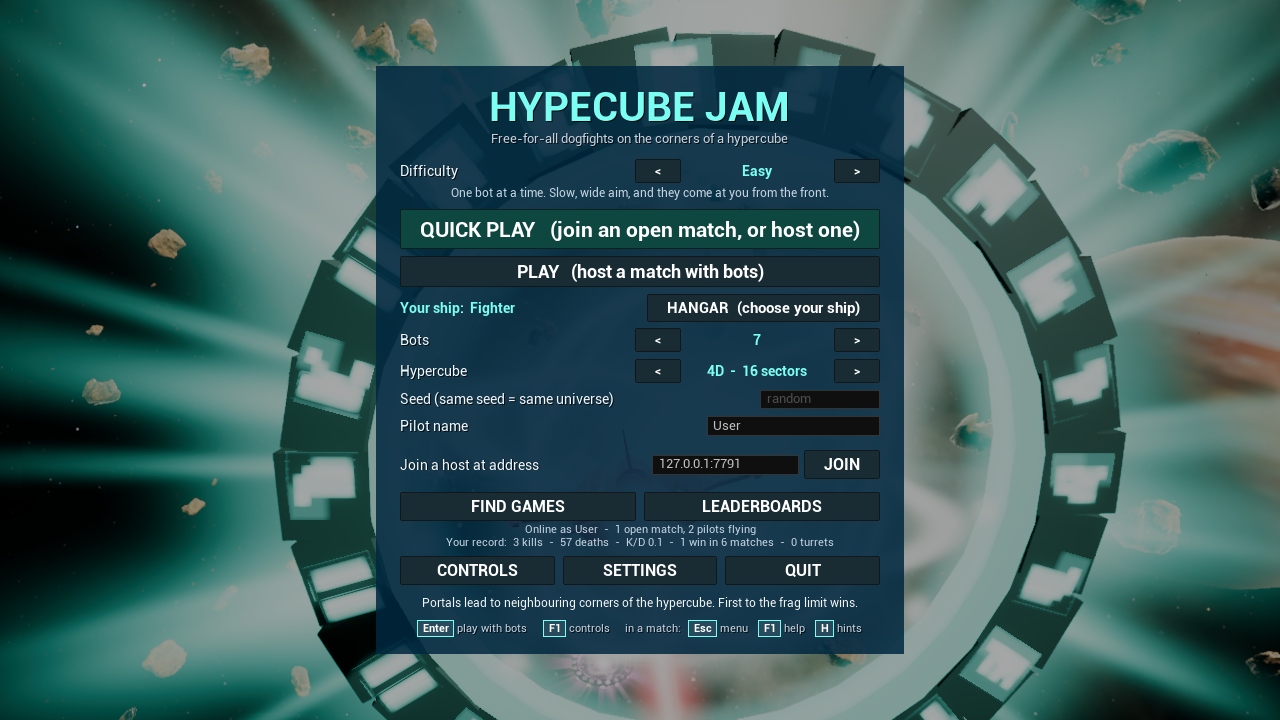 HYPECUBE JAM
Free-for-all dogfights on the corners of a hypercube
Difficulty < Easy >
One bot at a time. Slow, wide aim, and they come at you from the front.
QUICK PLAY (join an open match, or host one)
PLAY (host a match with bots)
Your ship: Fighter HANGAR (choose your ship)
Bots < 7 >
Hypercube < 4D - 16 sectors >
Seed (same seed = same universe) random
Pilot name User
Join a host at address 127.0.0.1:7791 JOIN
FIND GAMES LEADERBOARDS
Online as User - 1 open match, 2 pilots flying
Your record: 3 kills - 57 deaths - K/D 0.1 - 1 win in 6 matches - 0 turrets
CONTROLS SETTINGS QUIT
Portals lead to neighbouring corners of the hypercube. First to the frag limit wins.
Enter play with bots F1 controls in a match: Esc menu F1 help H hints